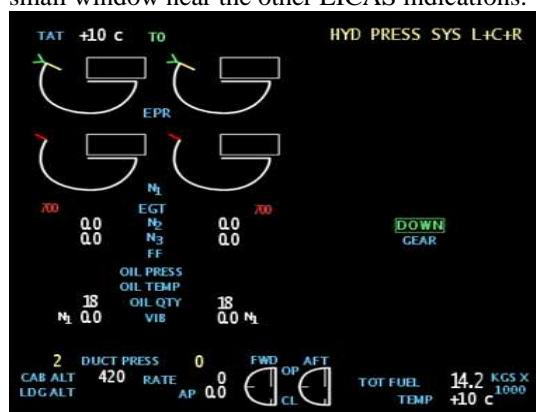 small window near the other EICAS indications.
TAT +10 c TO HYD PRESS SYS L+C+R
EPR
N1
700 EGT 700
0.0 N2 0.0
0.0 N3 0.0 DOWN
FF GEAR
OIL PRESS
OIL TEMP
18 OIL QTY 18
N1 0.0 VIB 0.0 N1
2 DUCT PRESS 0 FWD AFT
CAB ALT 420 RATE 0 OP TOT FUEL 14.2 KGS X
LDG ALT AP 0.0 CL TEMP +10 c 1000